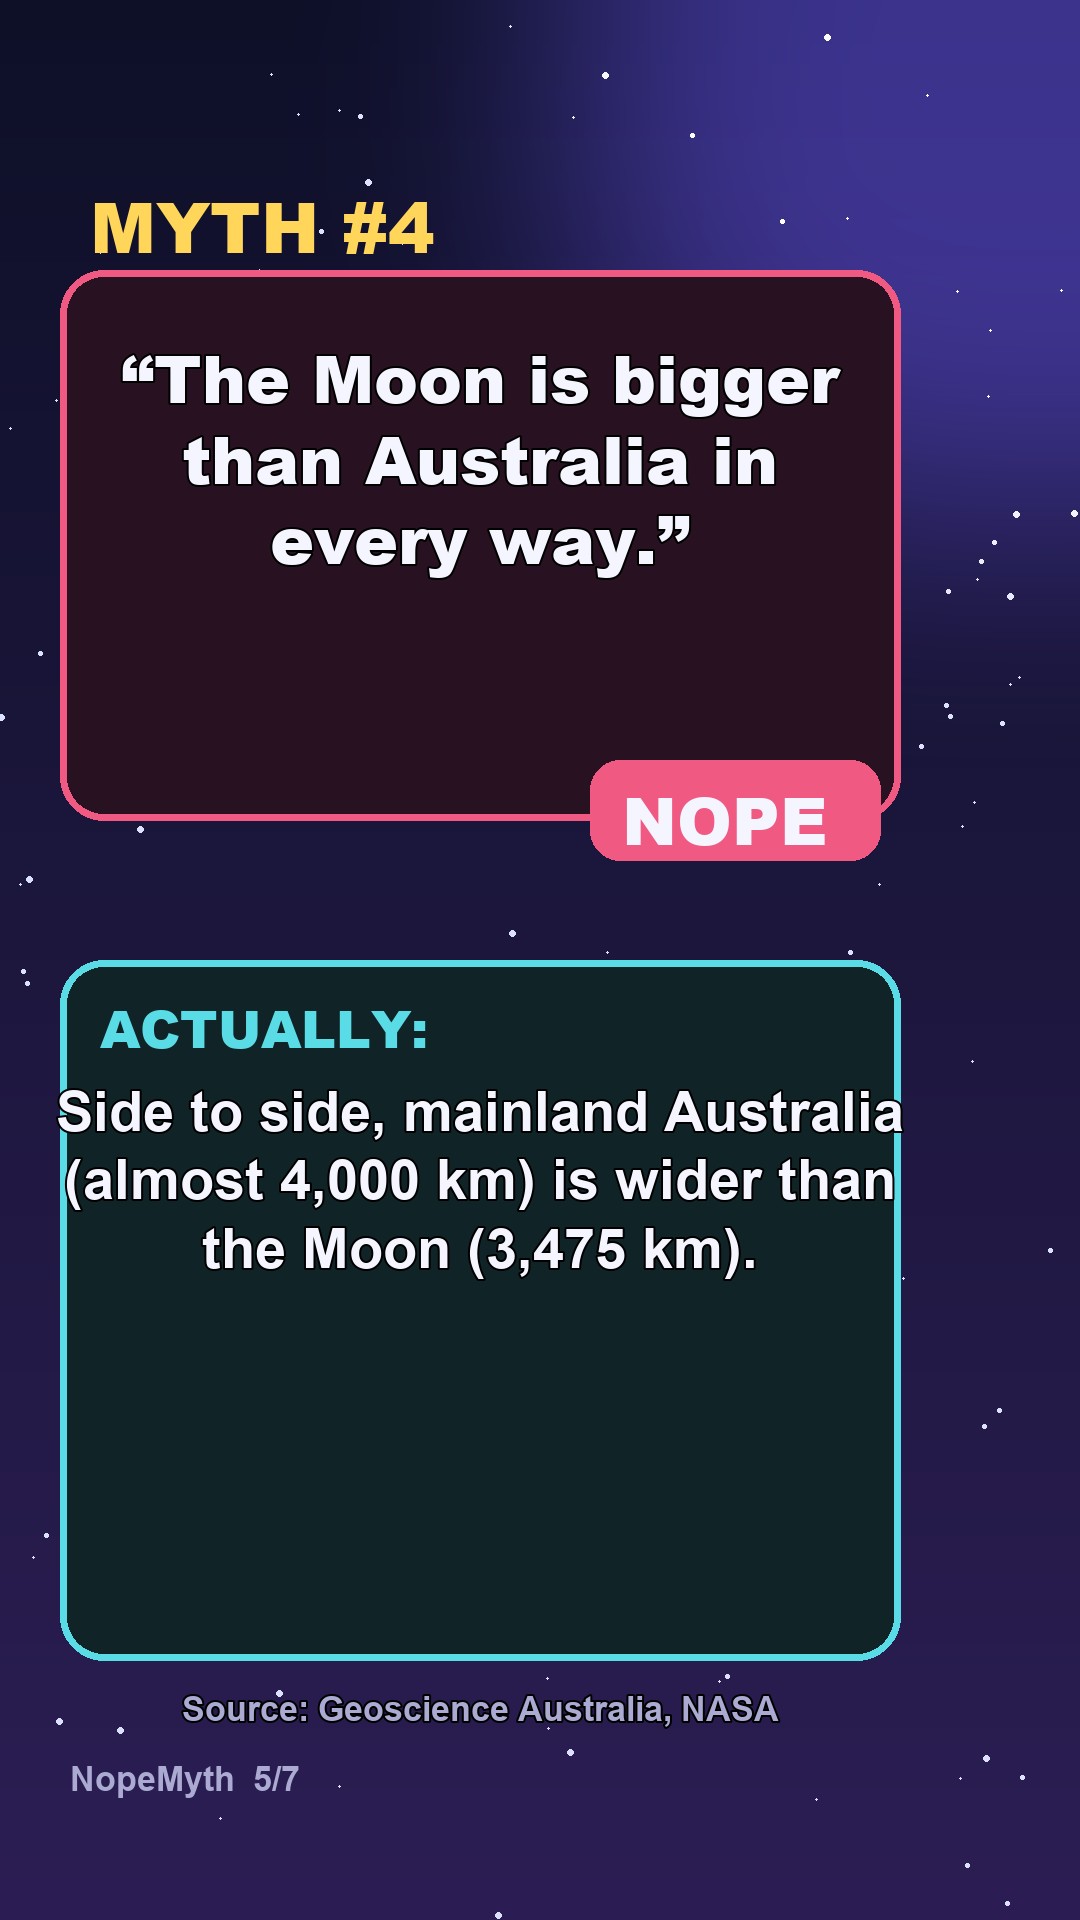 MYTH #4
“The Moon is bigger
than Australia in
every way.”
NOPE
ACTUALLY:
Side to side, mainland Australia
(almost 4,000 km) is wider than
the Moon (3,475 km).
Source: Geoscience Australia, NASA
NopeMyth 5/7